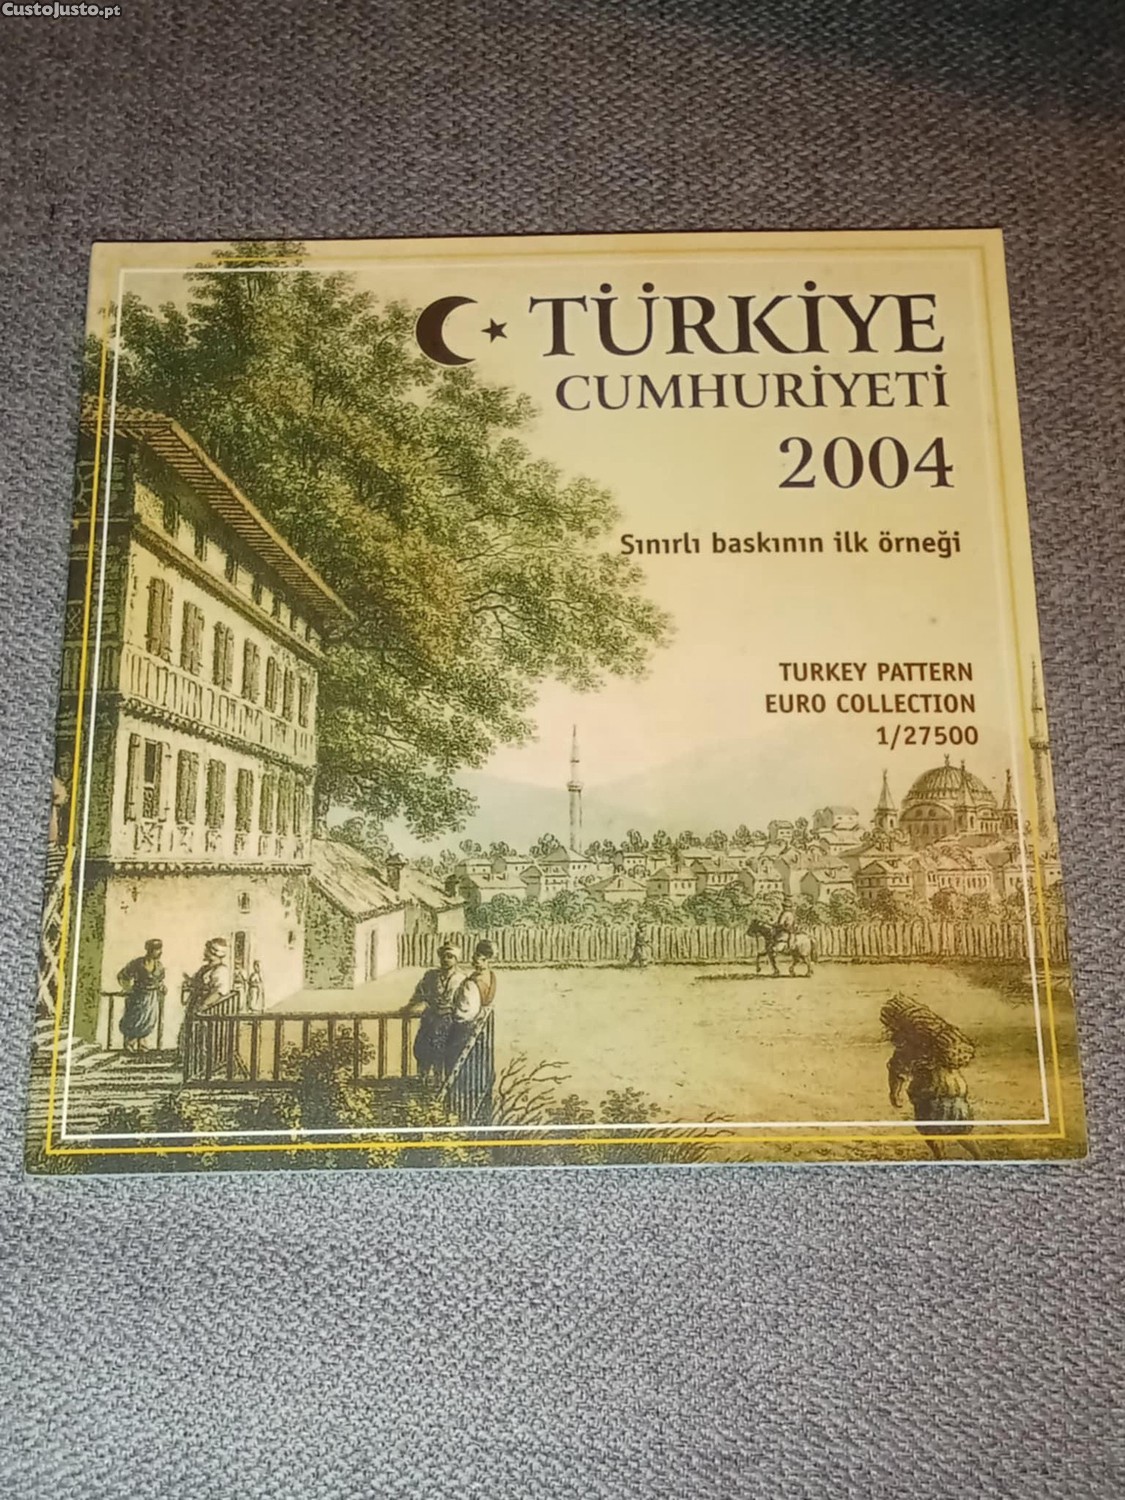 CustoJusto.pt
TÜRKİYE
CUMHURİYETİ
2004
Sınırlı baskının ilk örneği
TURKEY PATTERN
EURO COLLECTION
1/27500